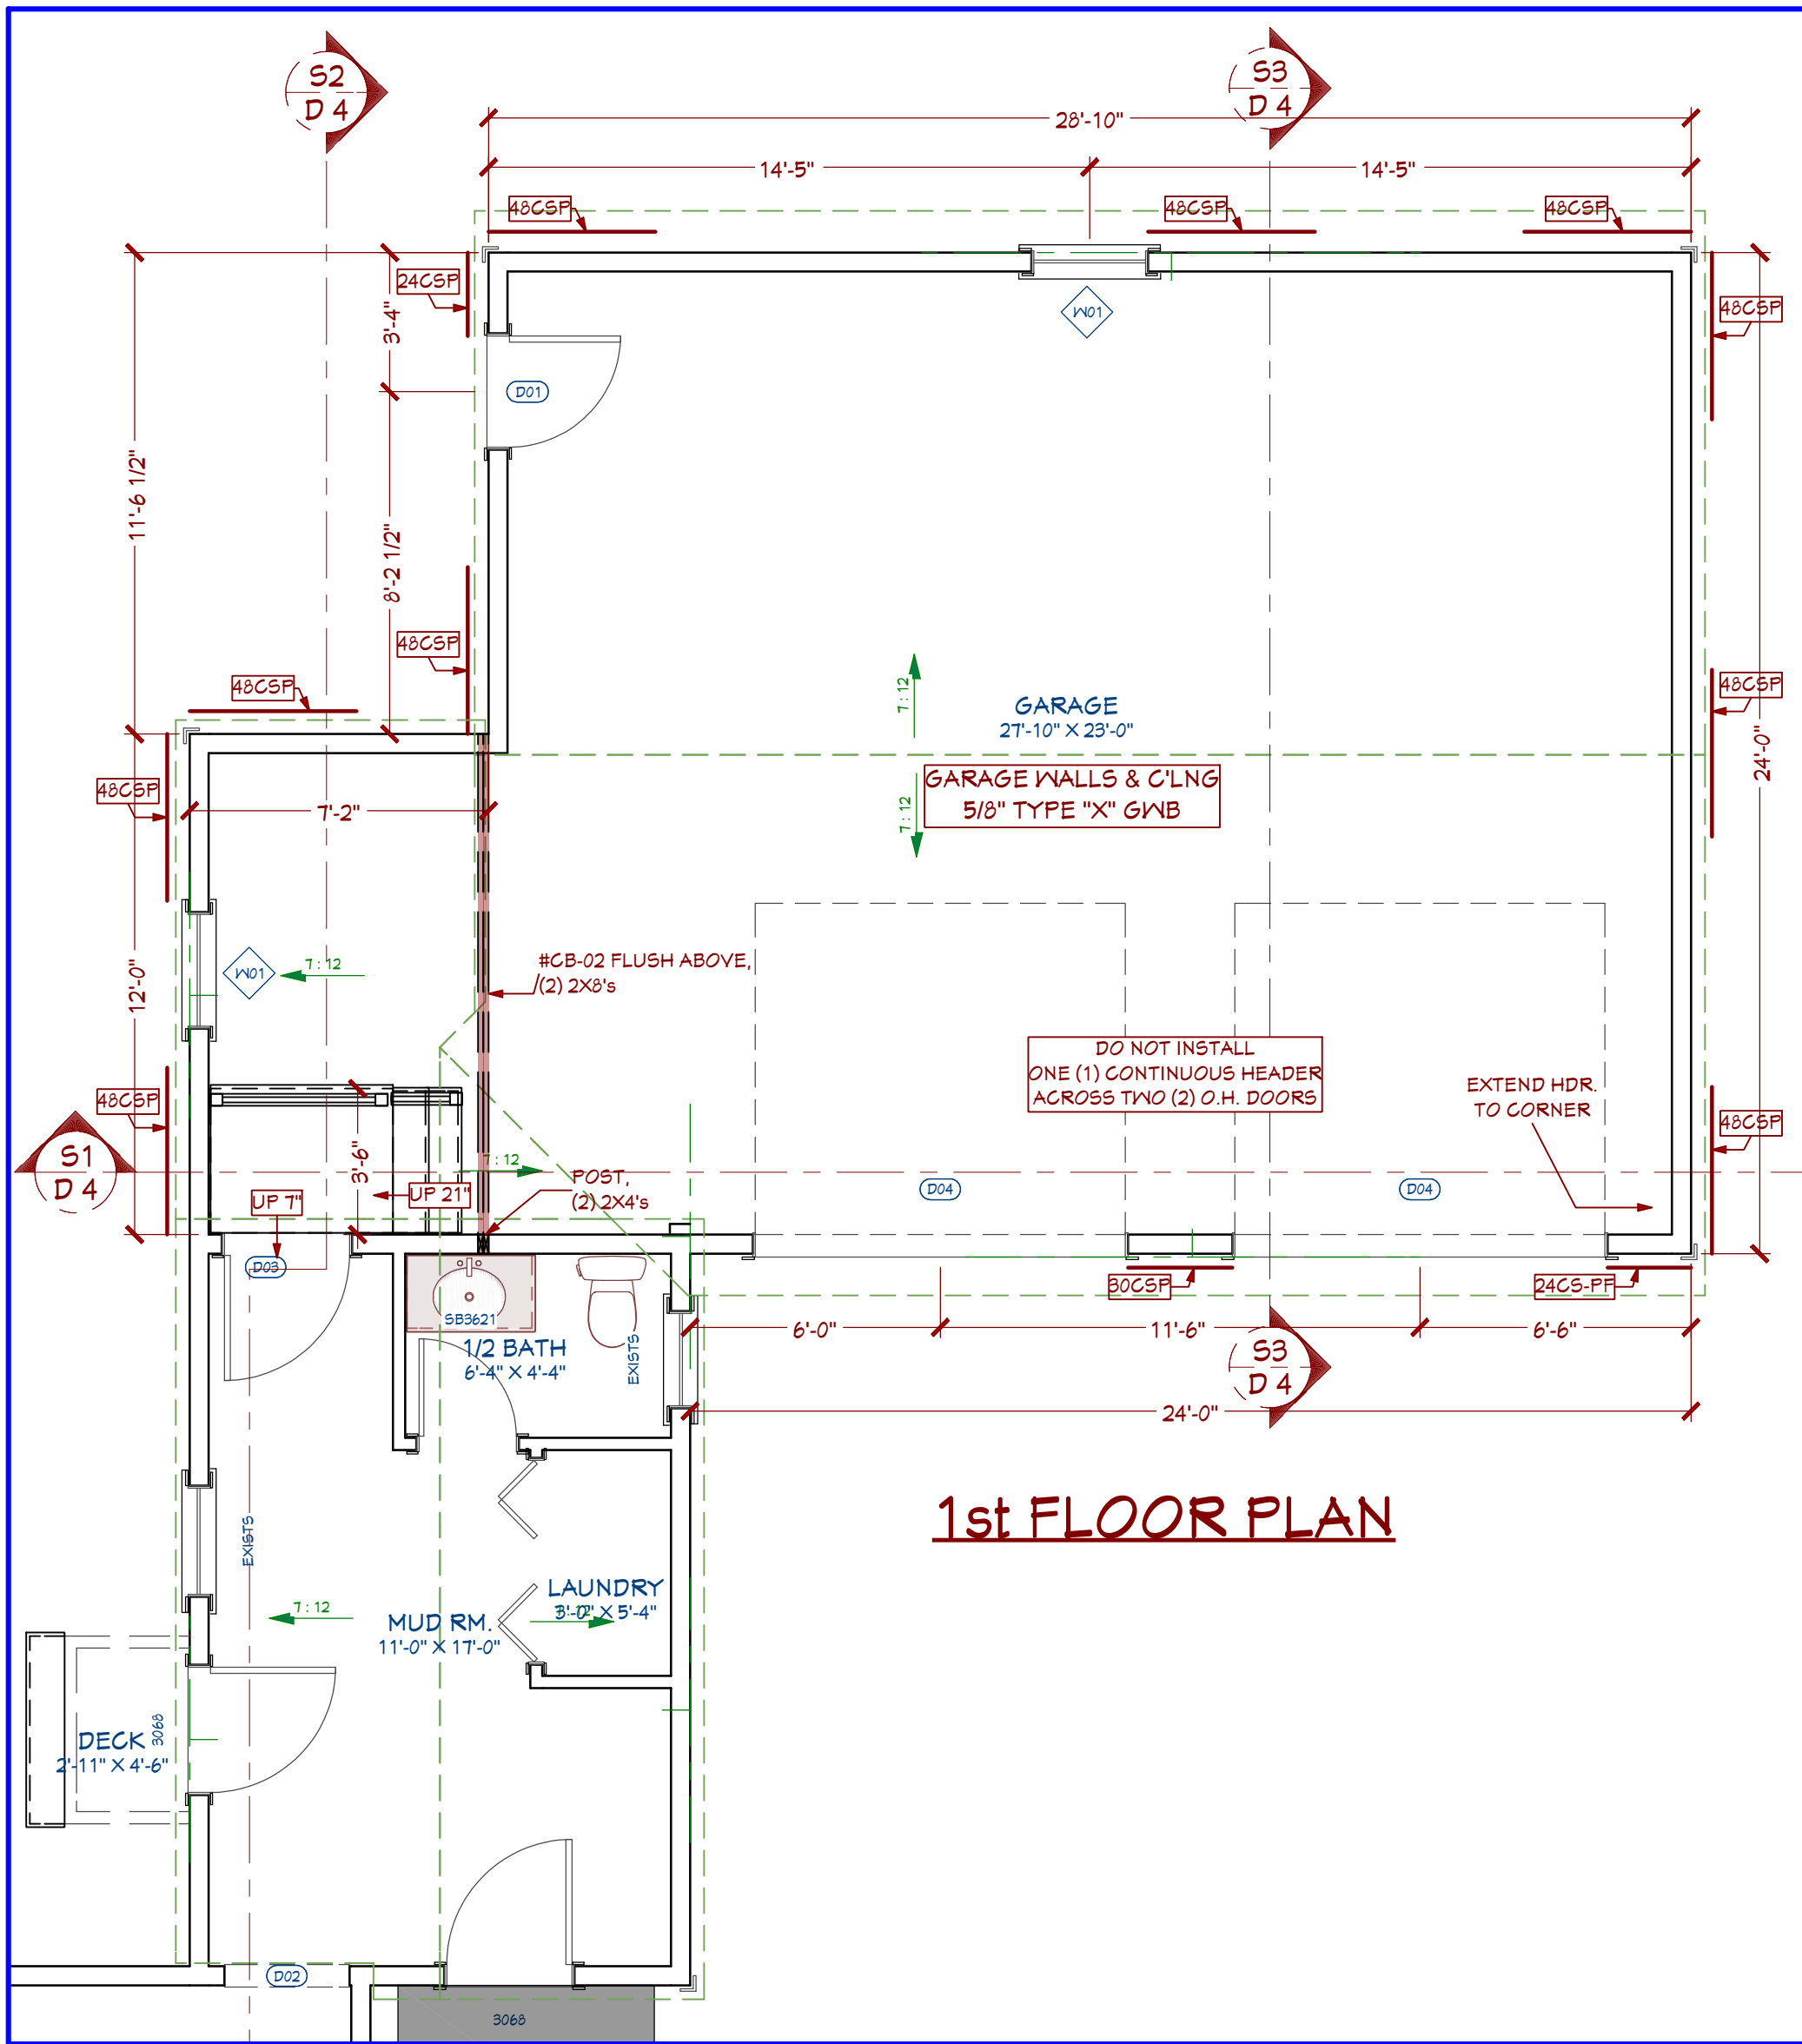 S2
D 4
S3
D 4
28'-10"
14'-5"
14'-5"
48CSP
48CSP
48CSP
24CSP
3'-4"
W01
48CSP
D01
11'-6 1/2"
8'-2 1/2"
48CSP
48CSP
7 : 12
GARAGE
27'-10" X 23'-0"
48CSP
24'-0"
GARAGE WALLS & C'LNG
5/8" TYPE "X" GWB
7 : 12
48CSP
7'-2"
#CB-02 FLUSH ABOVE,
(2) 2X8's
W01
7 : 12
12'-0"
DO NOT INSTALL
ONE (1) CONTINUOUS HEADER
ACROSS TWO (2) O.H. DOORS
EXTEND HDR.
TO CORNER
48CSP
48CSP
S1
D 4
3'-6"
7 : 12
UP 7"
UP 21"
POST,
(2) 2X4's
D04
D04
D03
30CSP
24CS-PF
SB3621
1/2 BATH
6'-4" X 4'-4"
EXISTS
6'-0"
11'-6"
6'-6"
S3
D 4
24'-0"
1st FLOOR PLAN
EXISTS
7 : 12
MUD RM.
11'-0" X 17'-0"
LAUNDRY
3'-0" X 5'-4"
7 : 12
DECK
2'-11" X 4'-6"
3068
D02
3068